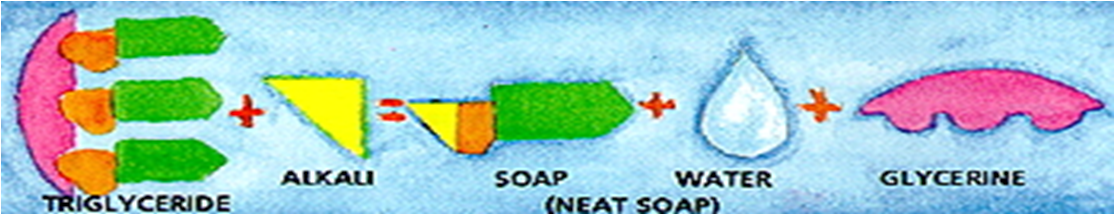 + = + +
ALKALI SOAP WATER GLYCERINE
TRIGLYCERIDE (NEAT SOAP)